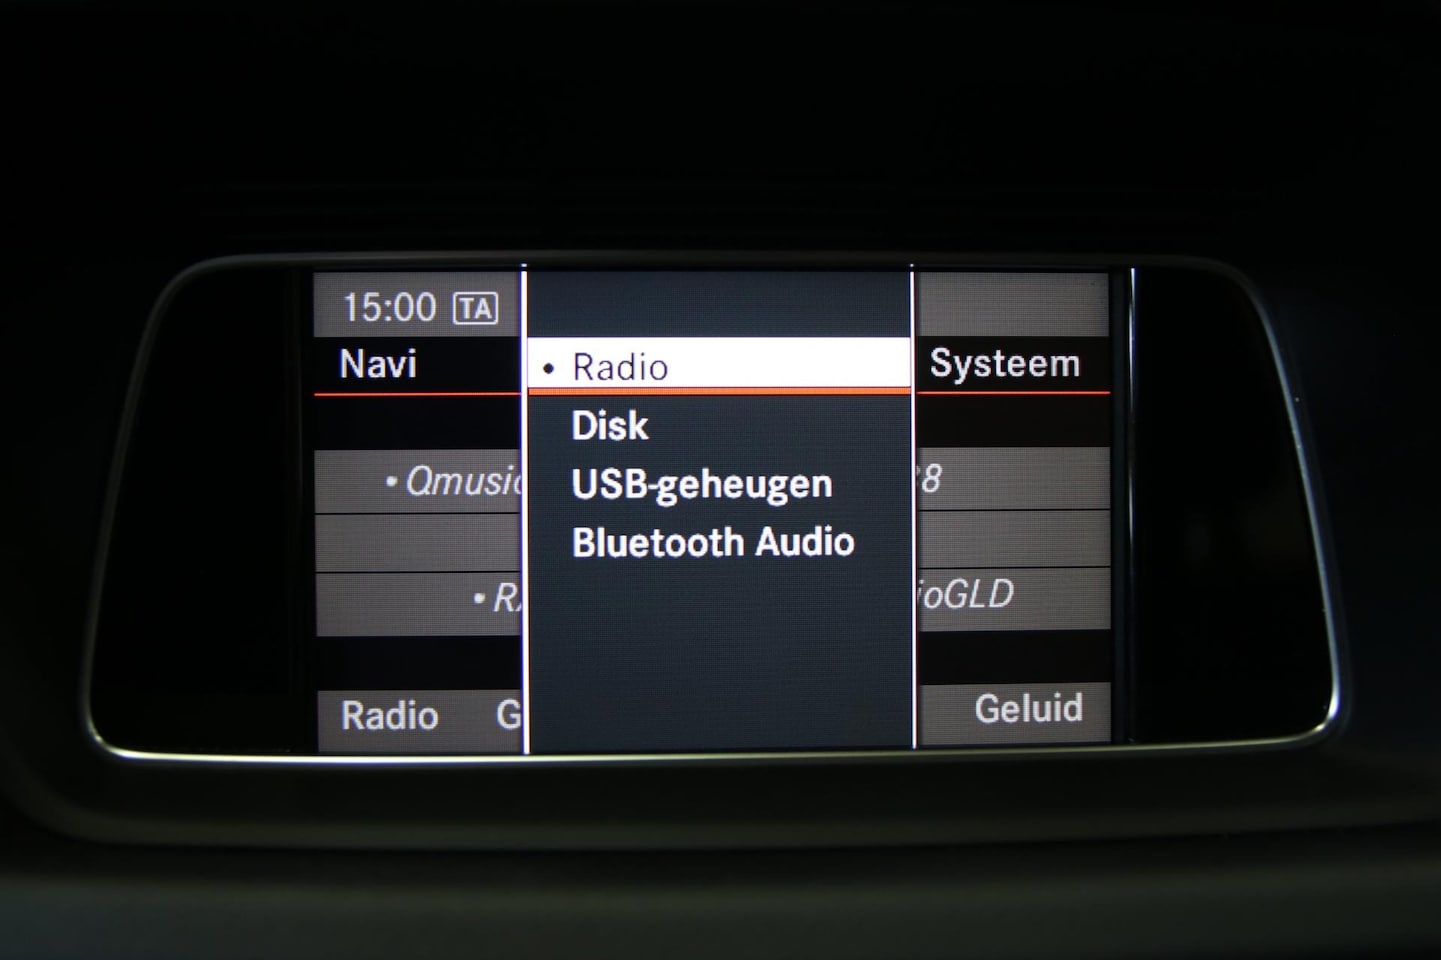 15:00 TA
Navi
• Radio
Systeem
Disk
• Qmusic
USB-geheugen
Bluetooth Audio
Radio
Geluid